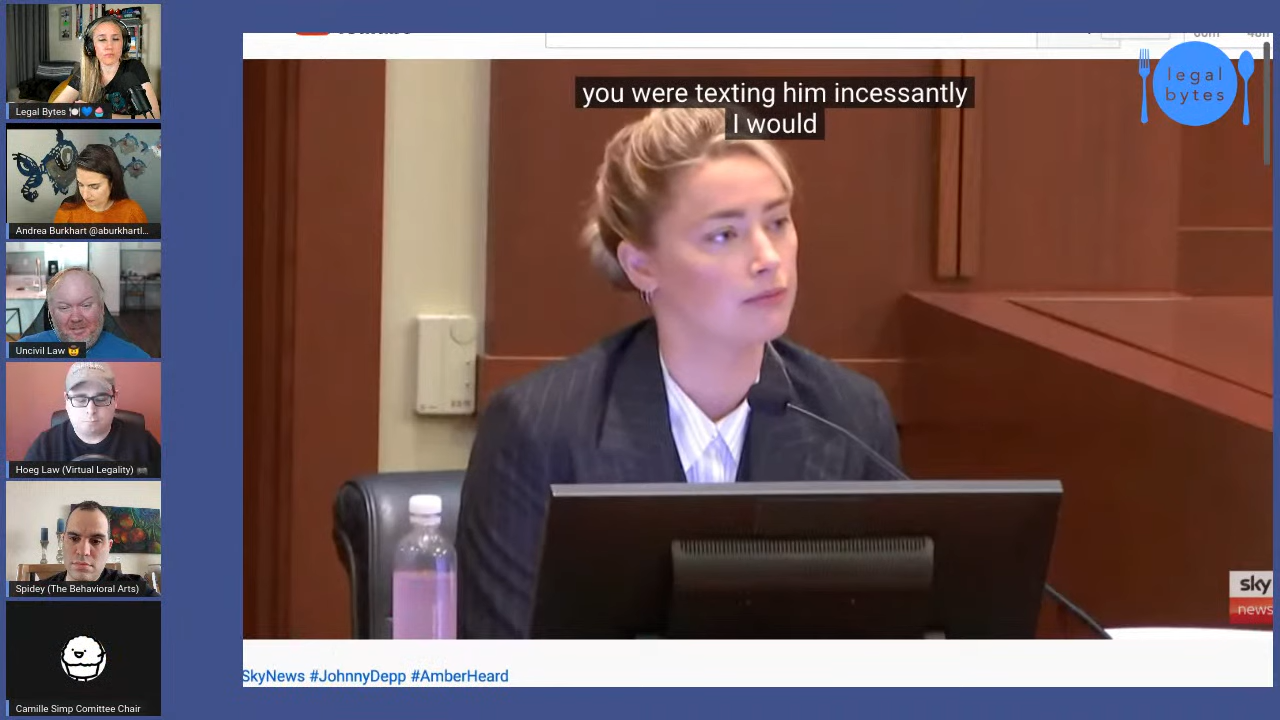 you were texting him incessantly
I would
legal
bytes
Legal Bytes
Andrea Burkhart @aburkhartl...
Uncivil Law
Hoeg Law (Virtual Legality)
Spidey (The Behavioral Arts)
Camille Simp Comittee Chair
sky
news
SkyNews #JohnnyDepp #AmberHeard